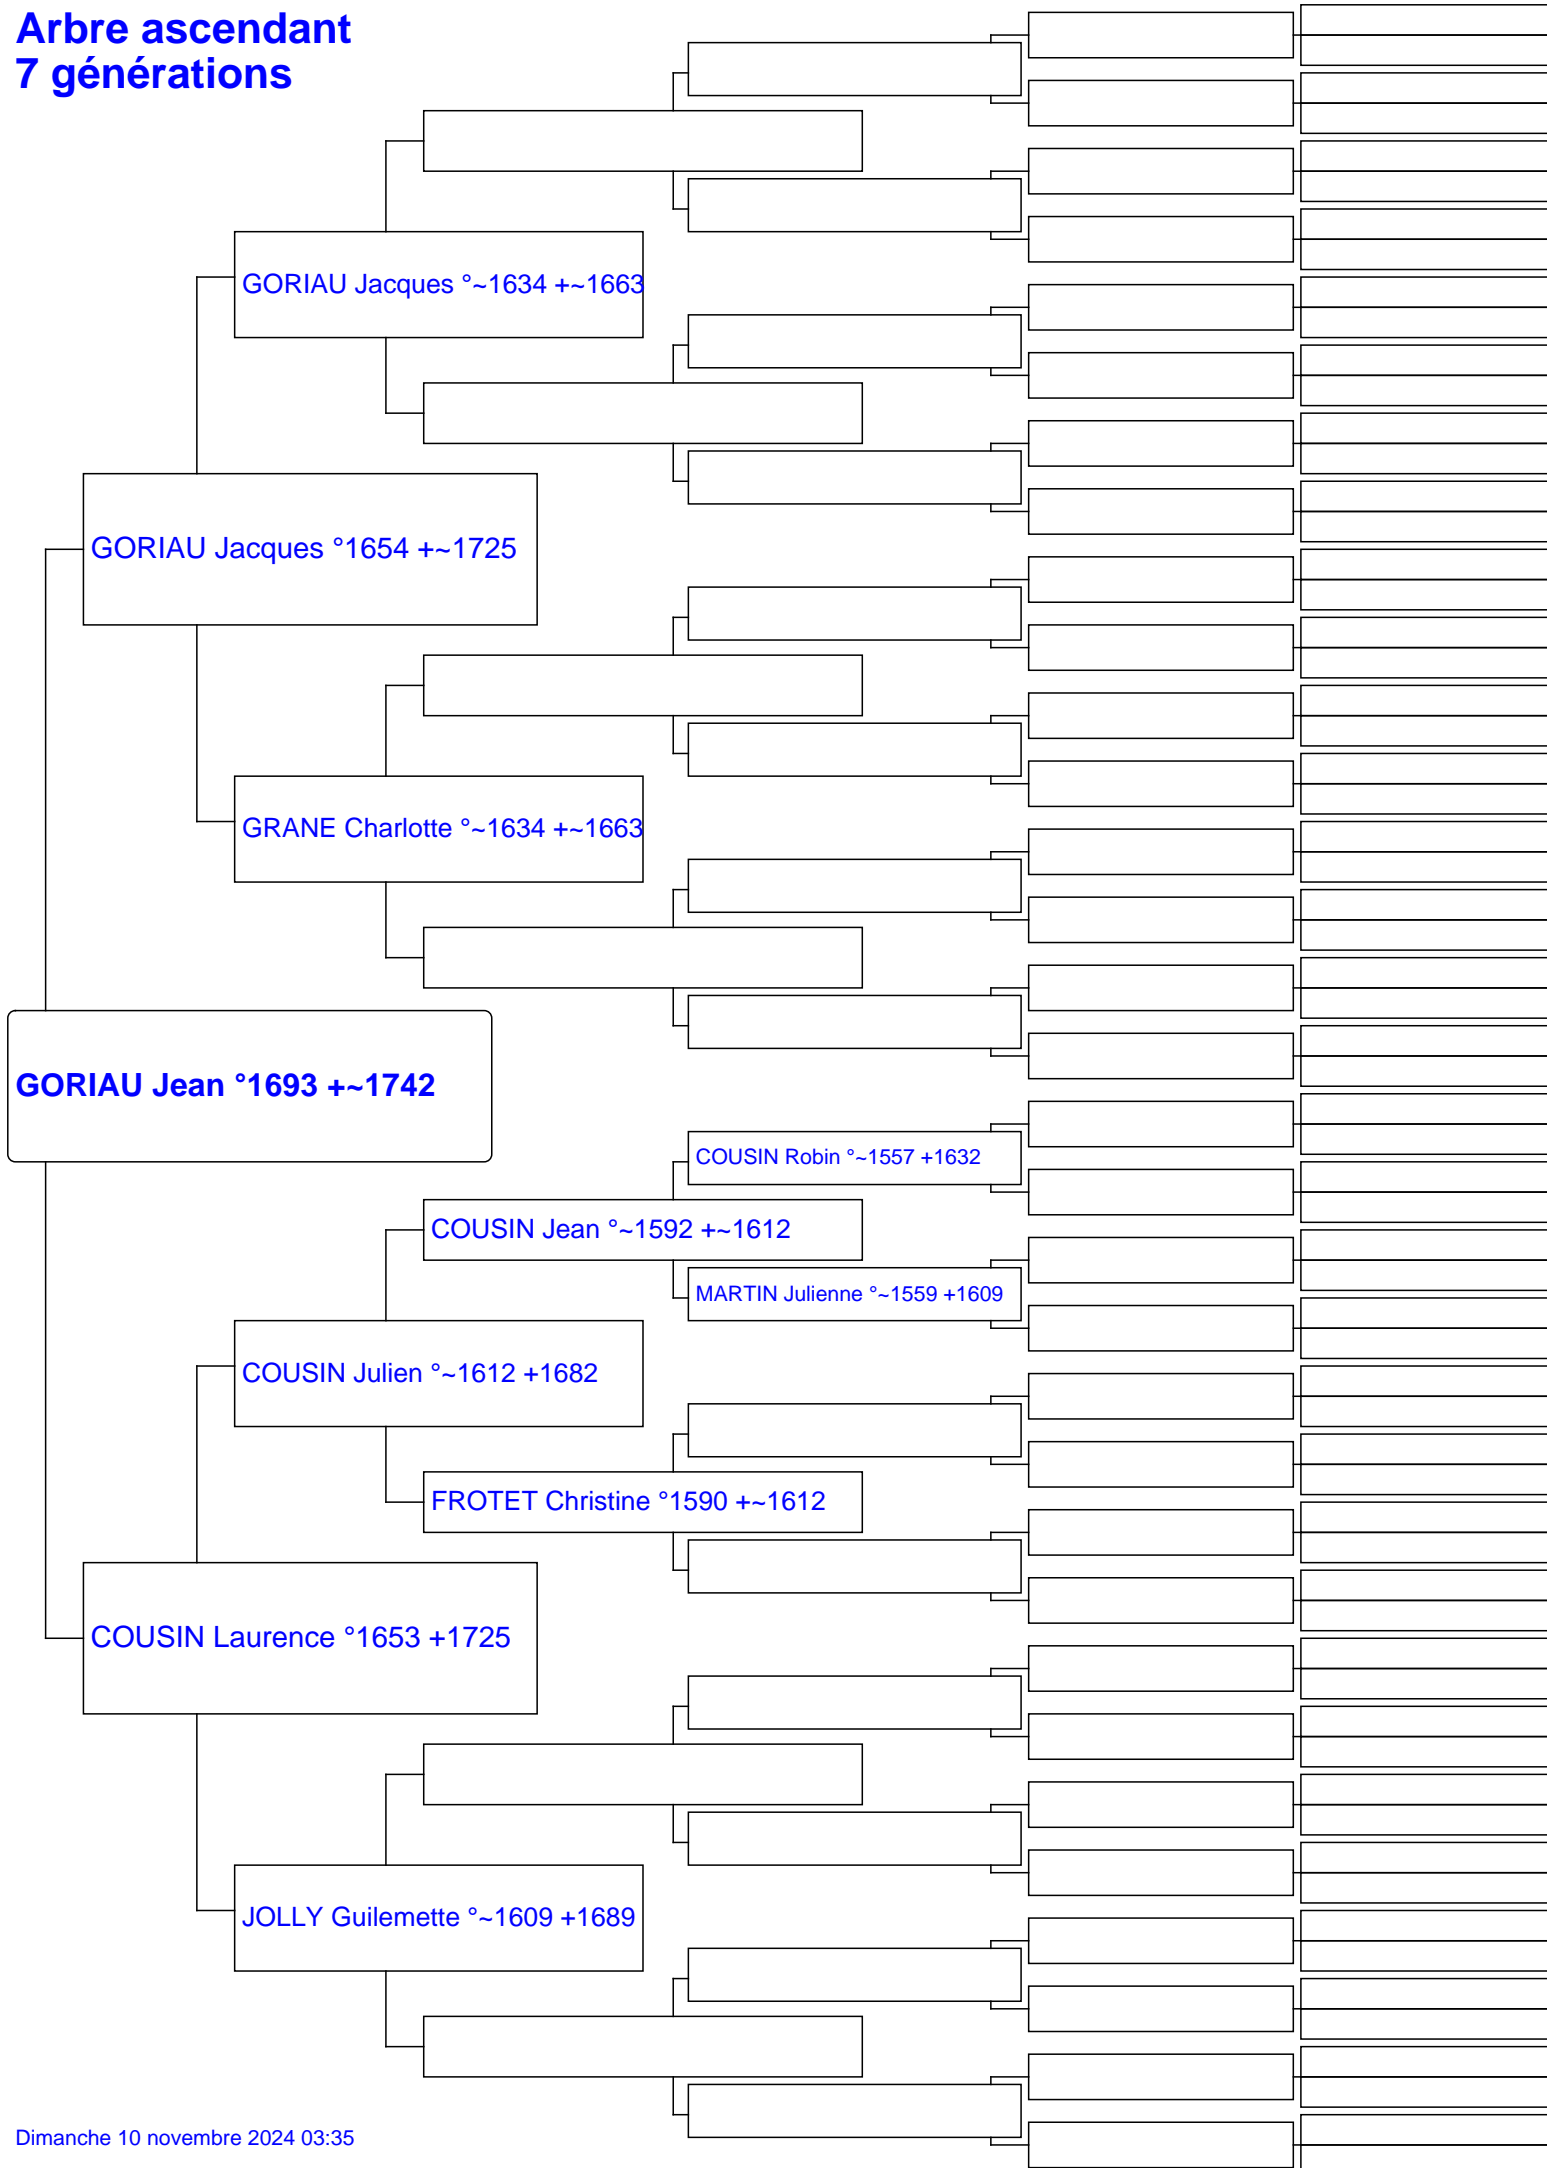 Arbre ascendant
7 générations
GORIAU Jacques °~1634 +~1663
GORIAU Jacques °1654 +~1725
GRANE Charlotte °~1634 +~1663
GORIAU Jean °1693 +~1742
COUSIN Robin °~1557 +1632
COUSIN Jean °~1592 +~1612
MARTIN Julienne °~1559 +1609
COUSIN Julien °~1612 +1682
FROTET Christine °1590 +~1612
COUSIN Laurence °1653 +1725
JOLLY Guilemette °~1609 +1689
Dimanche 10 novembre 2024 03:35